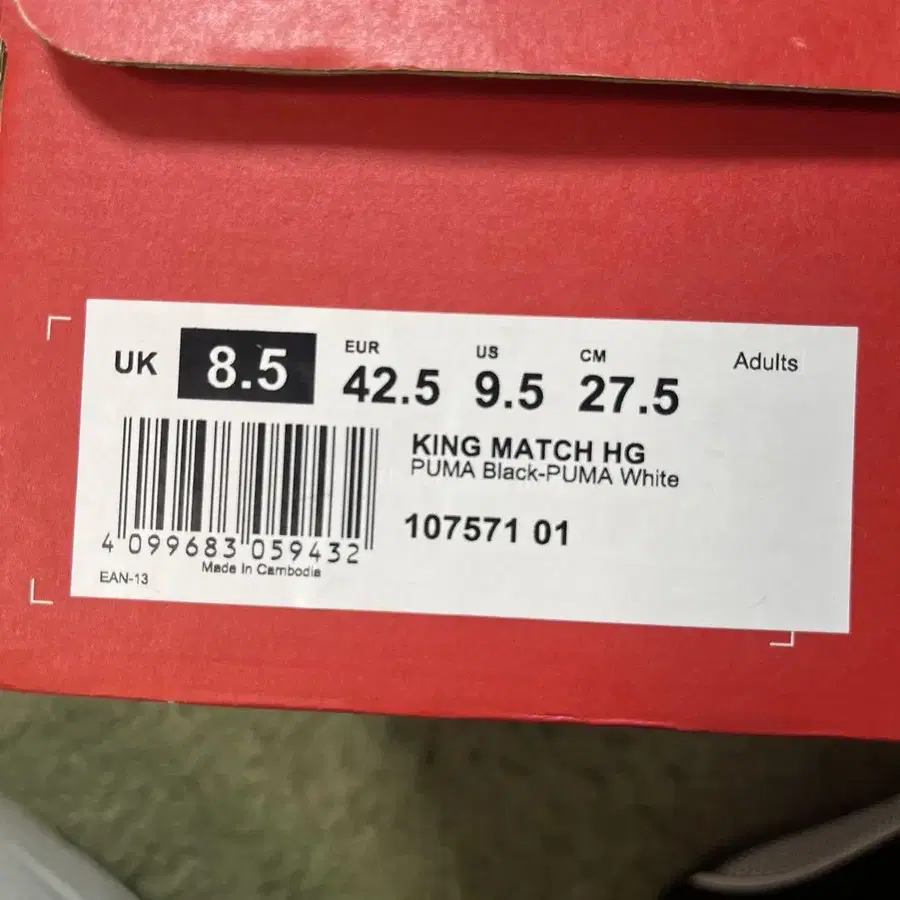 UK 8.5 EUR 42.5 US 9.5 CM 27.5 Adults
KING MATCH HG
PUMA Black-PUMA White
107571 01
4 099683 059432
Made In Cambodia
EAN-13